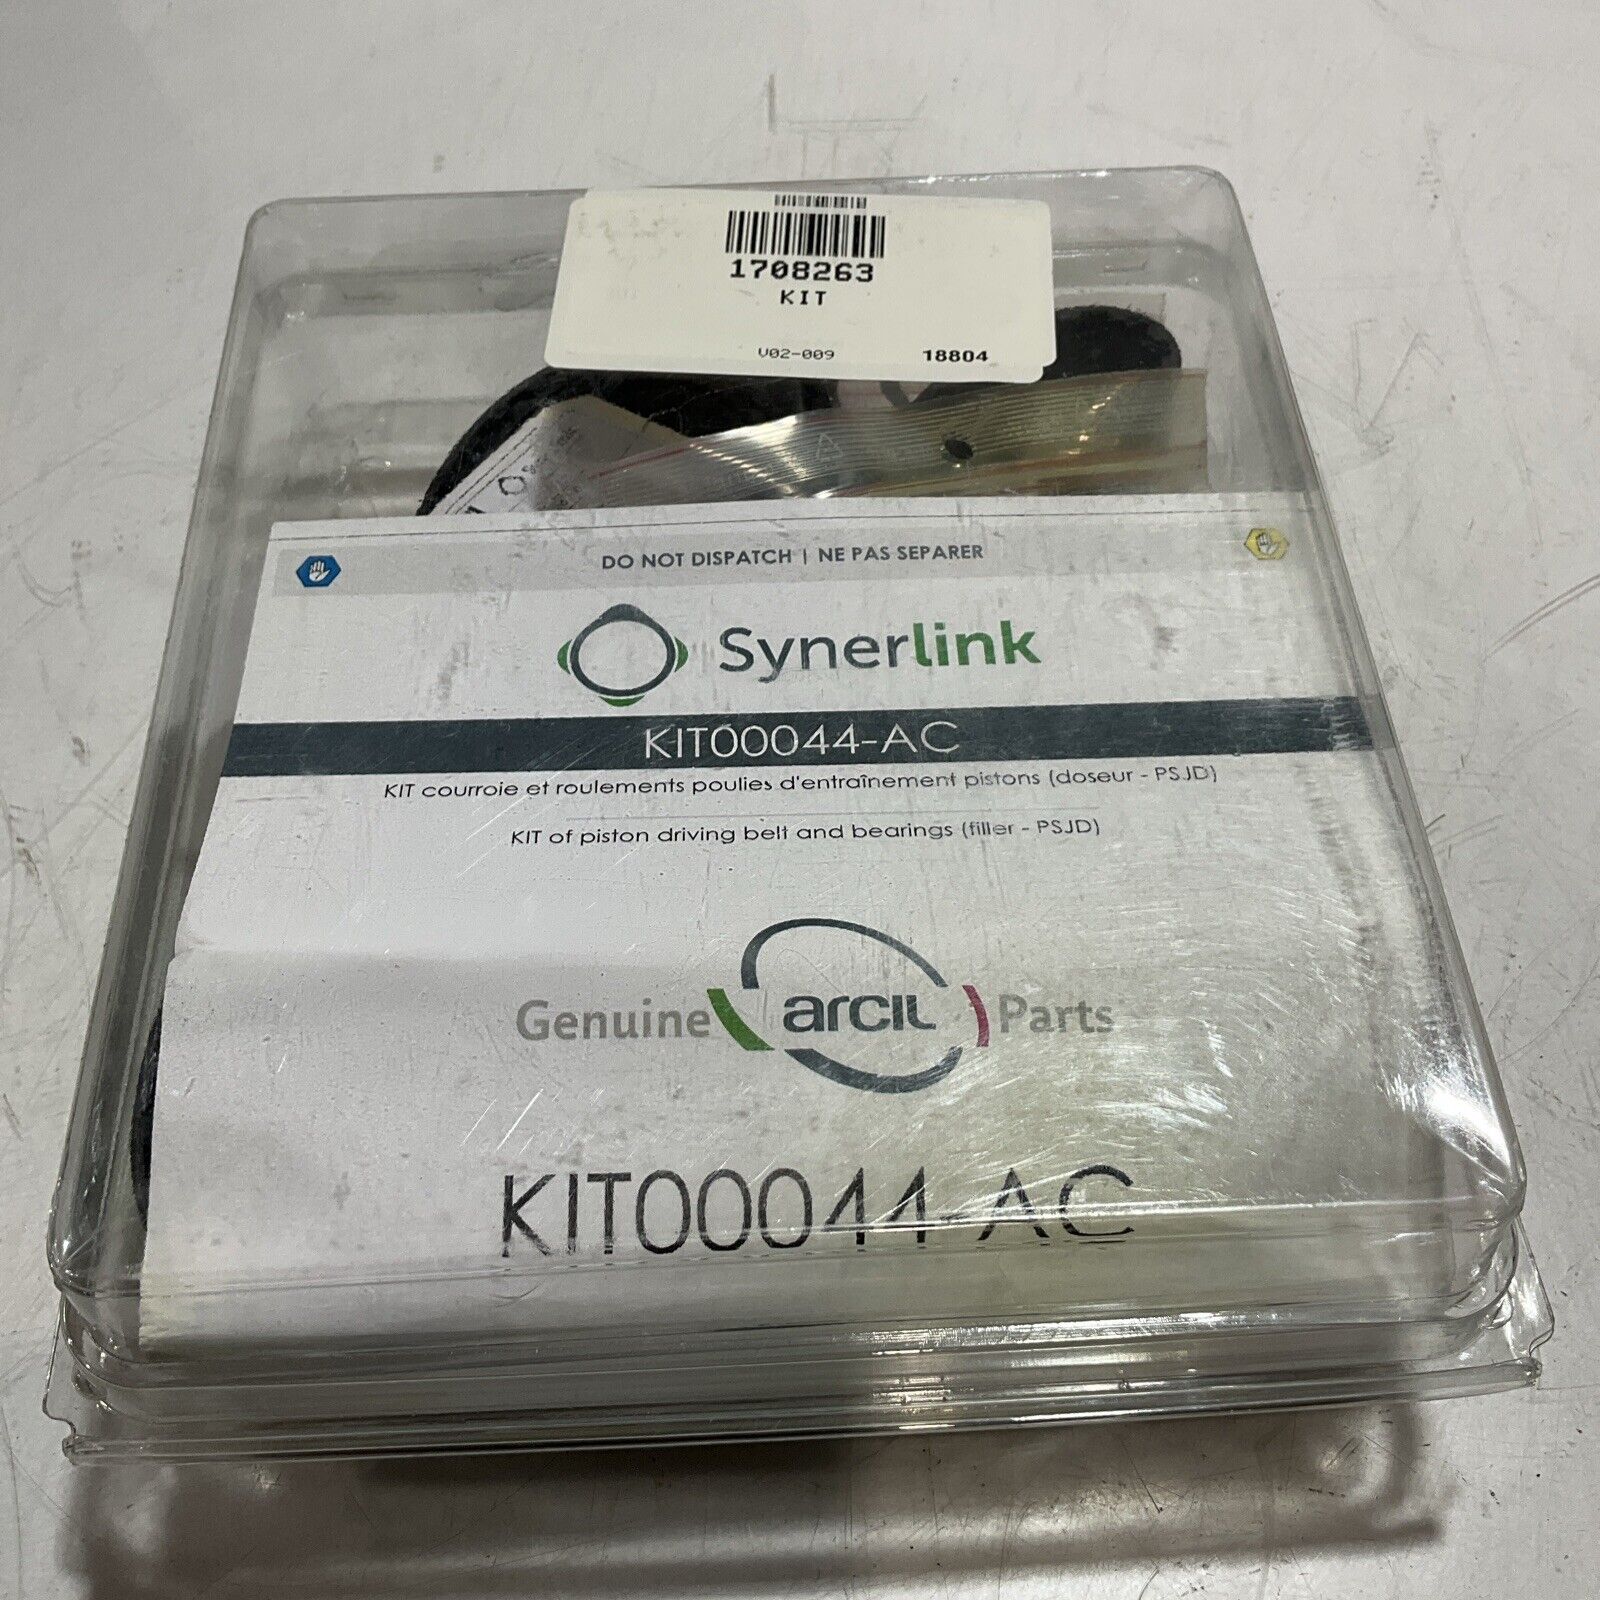 1708263
KIT
V02-009 18804
DO NOT DISPATCH | NE PAS SEPARER
Synerlink
KIT00044-AC
KIT courroie et roulements poulies d'entraînement pistons (doseur - PSJD)
KIT of piston driving belt and bearings (filler - PSJD)
Genuine arcil Parts
KIT00044-AC